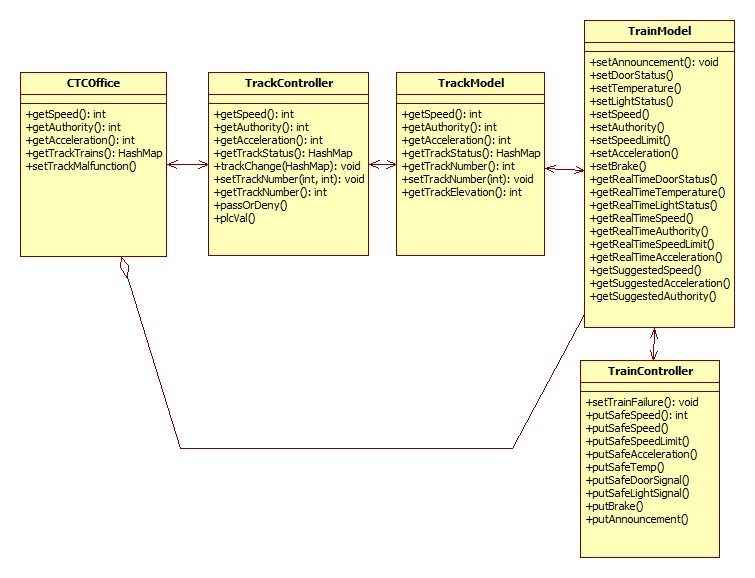 CTCOffice
+getSpeed(): int
+getAuthority(): int
+getAcceleration(): int
+getTrackTrains(): HashMap
+setTrackMalfunction()
TrackController
+getSpeed(): int
+getAuthority(): int
+getAcceleration(): int
+getTrackStatus(): HashMap
+trackChange(HashMap): void
+setTrackNumber(int, int): void
+getTrackNumber(): int
+passOrDeny()
+plcVal()
TrackModel
+getSpeed(): int
+getAuthority(): int
+getAcceleration(): int
+getTrackStatus(): HashMap
+getTrackNumber(): int
+setTrackNumber(int): void
+getTrackElevation(): int
TrainModel
+setAnnouncement(): void
+setDoorStatus()
+setTemperature()
+setLightStatus()
+setSpeed()
+setAuthority()
+setSpeedLimit()
+setAcceleration()
+setBrake()
+getRealTimeDoorStatus()
+getRealTimeTemperature()
+getRealTimeLightStatus()
+getRealTimeSpeed()
+getRealTimeAuthority()
+getRealTimeSpeedLimit()
+getRealTimeAcceleration()
+getSuggestedSpeed()
+getSuggestedAcceleration()
+getSuggestedAuthority()
TrainController
+setTrainFailure(): void
+putSafeSpeed(): int
+putSafeSpeed()
+putSafeSpeedLimit()
+putSafeAcceleration()
+putSafeTemp()
+putSafeDoorSignal()
+putSafeLightSignal()
+putBrake()
+putAnnouncement()